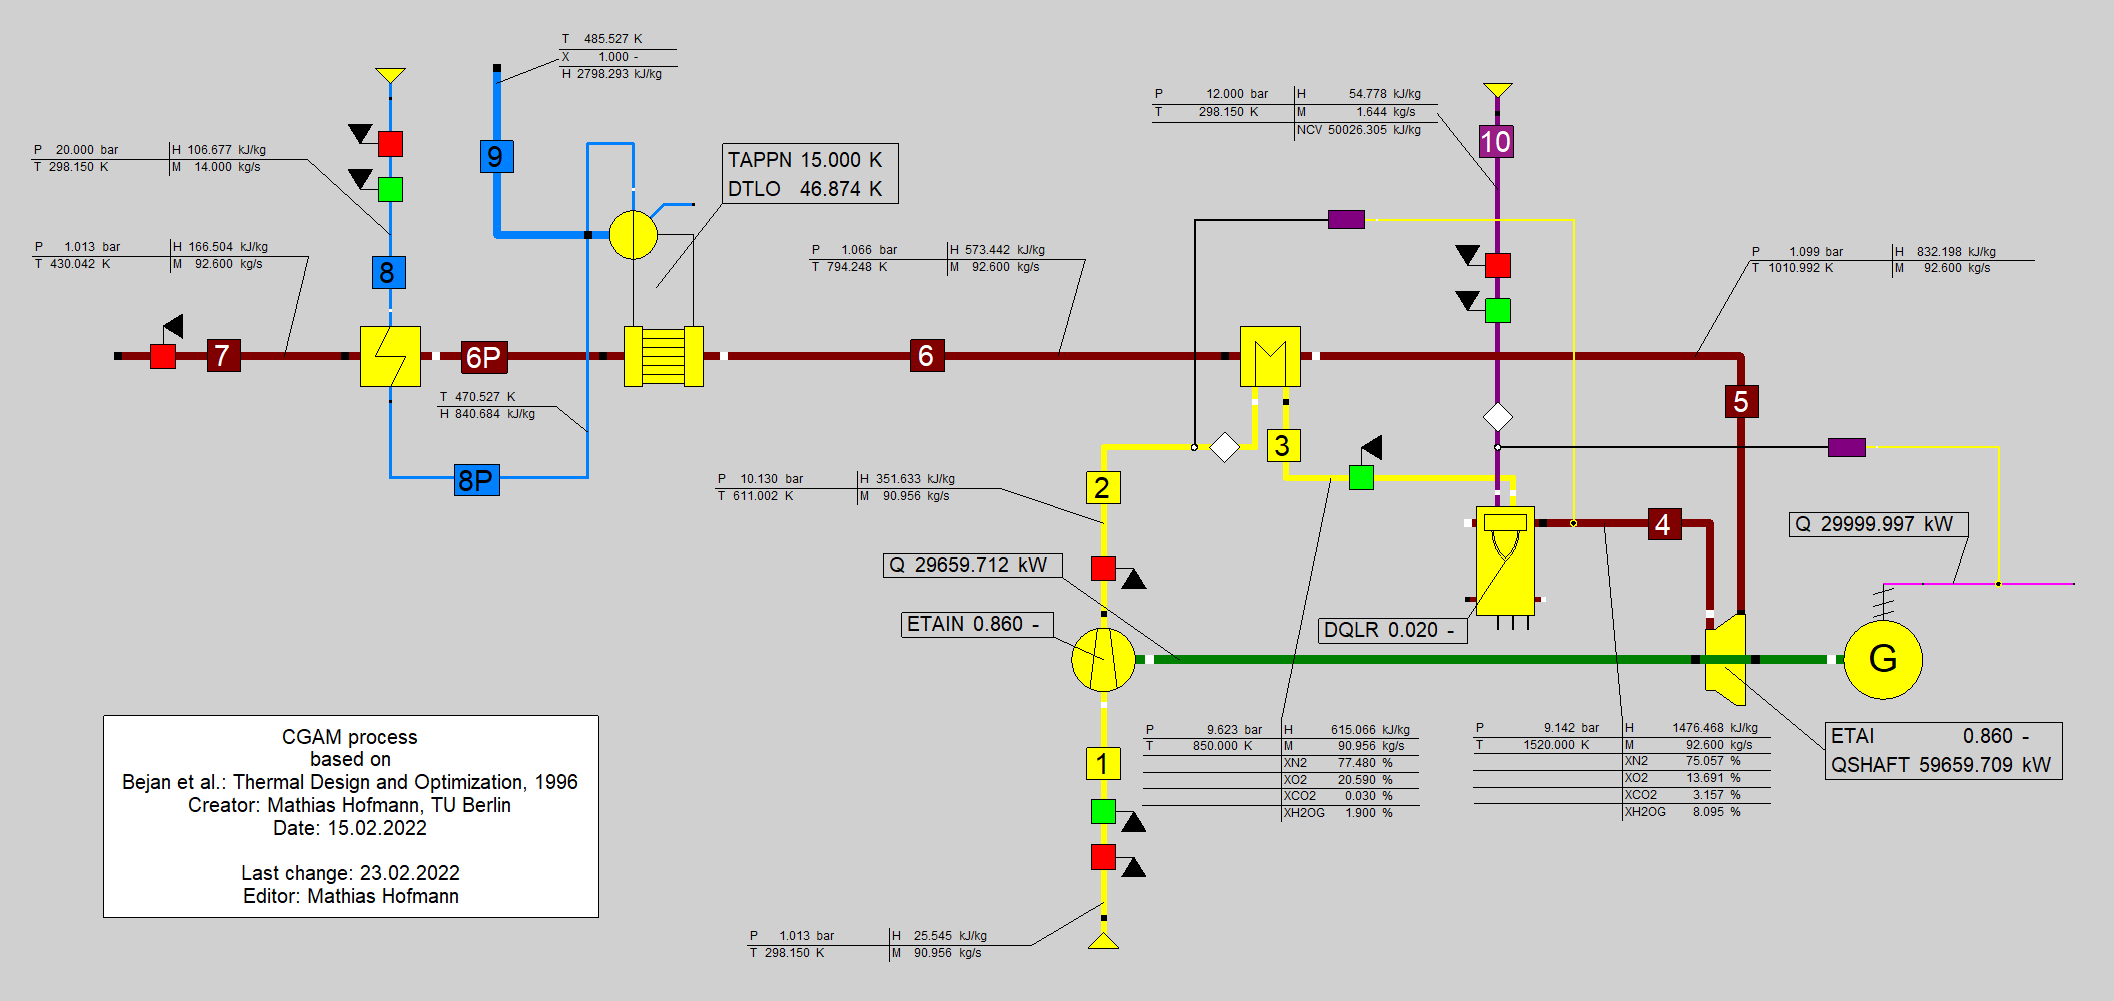 T 485.527 K
X 1.000 -
H 2798.293 kJ/kg
P 12.000 bar H 54.778 kJ/kg
T 298.150 K M 1.644 kg/s
NCV 50026.305 kJ/kg
10
P 20.000 bar H 106.677 kJ/kg
T 298.150 K M 14.000 kg/s
9
TAPPN 15.000 K
DTLO 46.874 K
P 1.013 bar H 166.504 kJ/kg
T 430.042 K M 92.600 kg/s
8
P 1.066 bar H 573.442 kJ/kg
T 794.248 K M 92.600 kg/s
P 1.099 bar H 832.198 kJ/kg
T 1010.992 K M 92.600 kg/s
7
6P
6
5
T 470.527 K
H 840.684 kJ/kg
3
8P
P 10.130 bar H 351.633 kJ/kg
T 611.002 K M 90.956 kg/s
2
4
Q 29999.997 kW
Q 29659.712 kW
ETAIN 0.860 -
DQLR 0.020 -
G
P 9.623 bar H 615.066 kJ/kg
T 850.000 K M 90.956 kg/s
XN2 77.480 %
XO2 20.590 %
XCO2 0.030 %
XH2OG 1.900 %
P 9.142 bar H 1476.468 kJ/kg
T 1520.000 K M 92.600 kg/s
XN2 75.057 %
XO2 13.691 %
XCO2 3.157 %
XH2OG 8.095 %
ETAI 0.860 -
QSHAFT 59659.709 kW
1
CGAM process
based on
Bejan et al.: Thermal Design and Optimization, 1996
Creator: Mathias Hofmann, TU Berlin
Date: 15.02.2022
Last change: 23.02.2022
Editor: Mathias Hofmann
P 1.013 bar H 25.545 kJ/kg
T 298.150 K M 90.956 kg/s